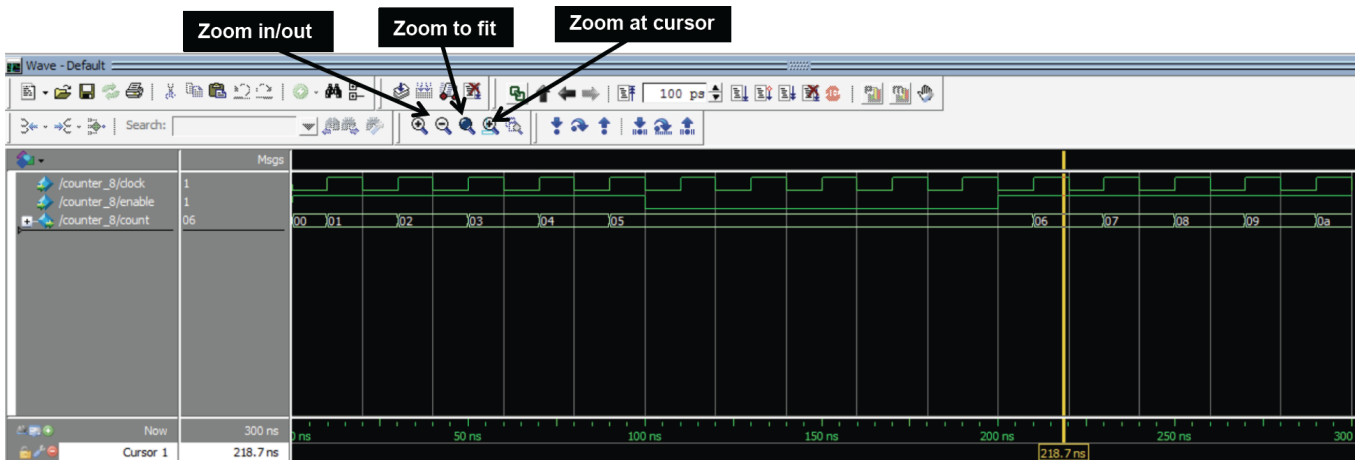 Zoom in/out
Zoom to fit
Zoom at cursor
Wave - Default
100 ps
Search:
Msgs
/counter_8/clock 1
/counter_8/enable 1
/counter_8/count 06 00 01 02 03 04 05 06 07 08 09 0a
Now 300 ns 0 ns 50 ns 100 ns 150 ns 200 ns 250 ns 300
Cursor 1 218.7 ns 218.7 ns